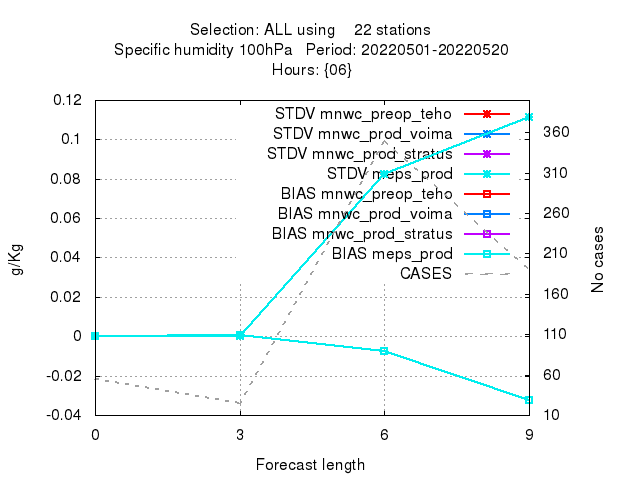 Selection: ALL using    22 stations
Specific humidity 100hPa   Period: 20220501-20220520
Hours: {06}
0.12
0.1
0.08
0.06
0.04
0.02
0
-0.02
-0.04
g/Kg
STDV mnwc_preop_teho
STDV mnwc_prod_voima
STDV mnwc_prod_stratus
STDV meps_prod
BIAS mnwc_preop_teho
BIAS mnwc_prod_voima
BIAS mnwc_prod_stratus
BIAS meps_prod
CASES
360
310
260
210
160
110
60
10
No cases
0 3 6 9
Forecast length